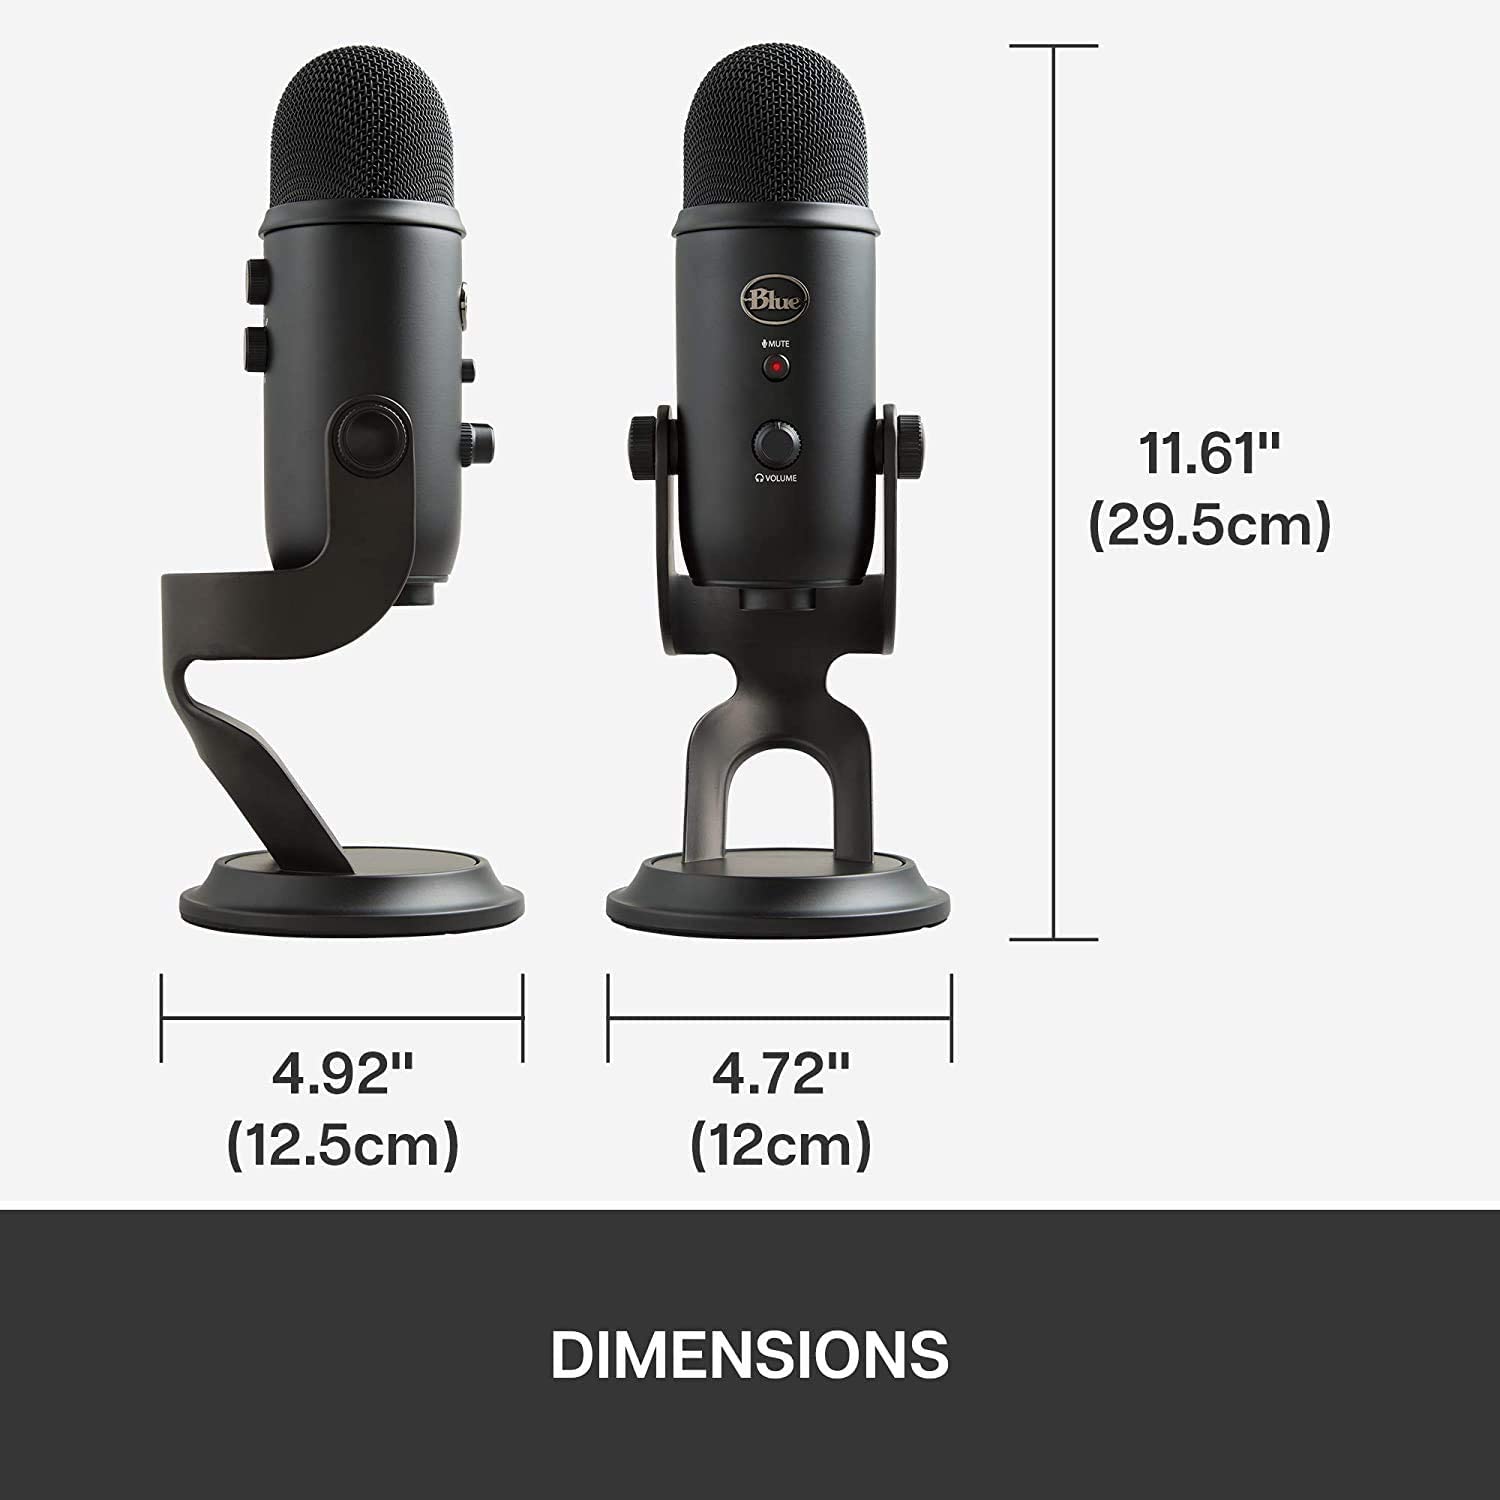 Blue
MUTE
VOLUME
11.61"
(29.5cm)
4.92"
(12.5cm)
4.72"
(12cm)
DIMENSIONS